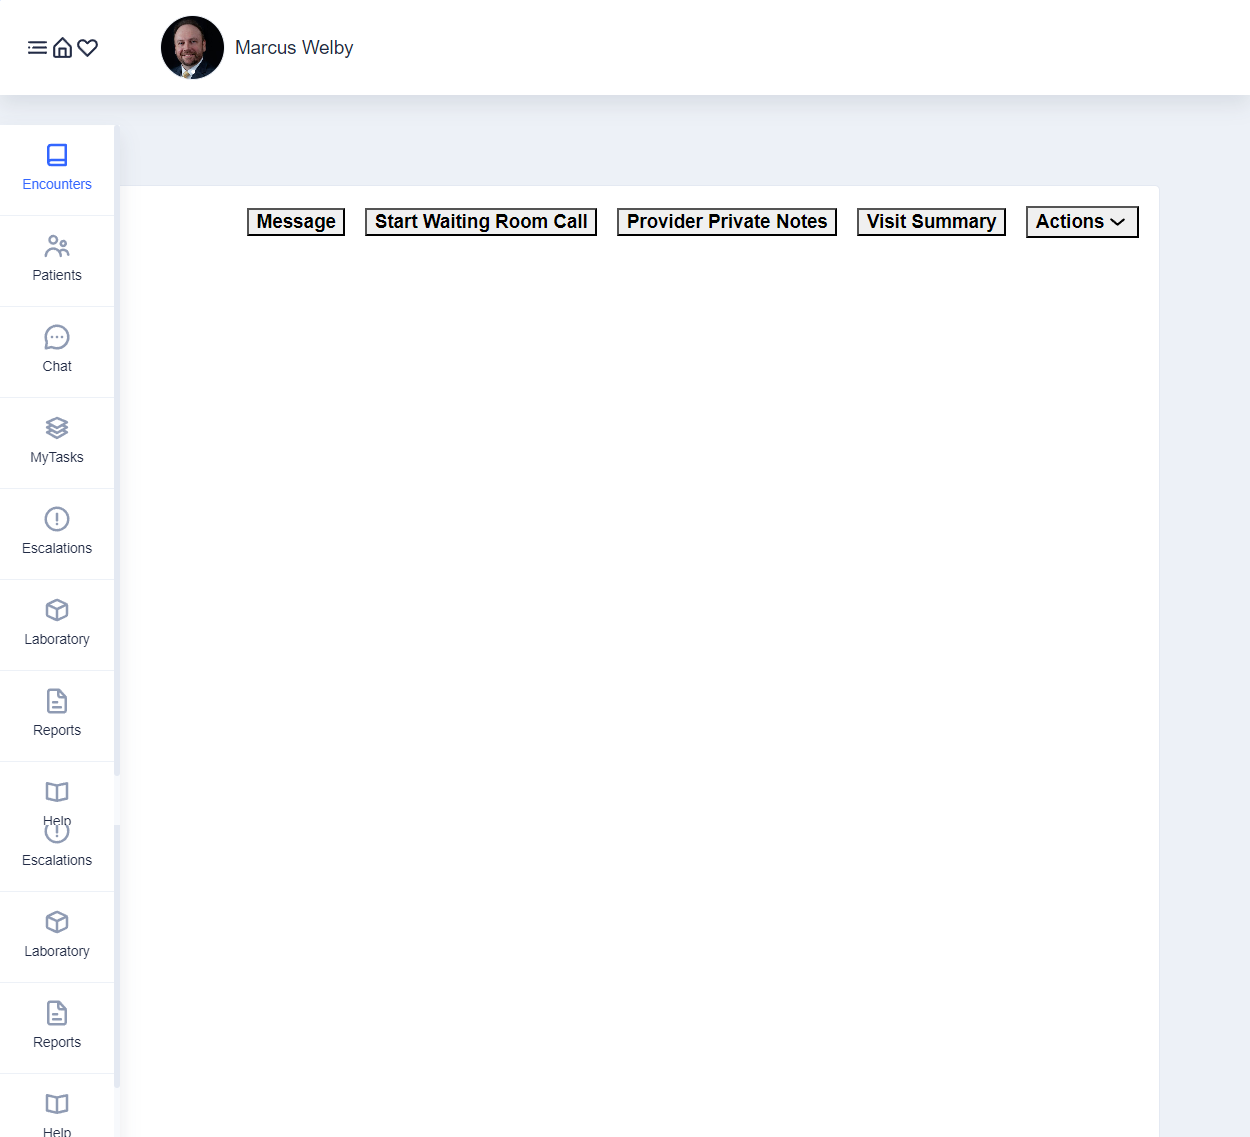 Marcus Welby
Encounters
Message Start Waiting Room Call Provider Private Notes Visit Summary Actions
Patients
Chat
MyTasks
Escalations
Laboratory
Reports
Help
Escalations
Laboratory
Reports
Help